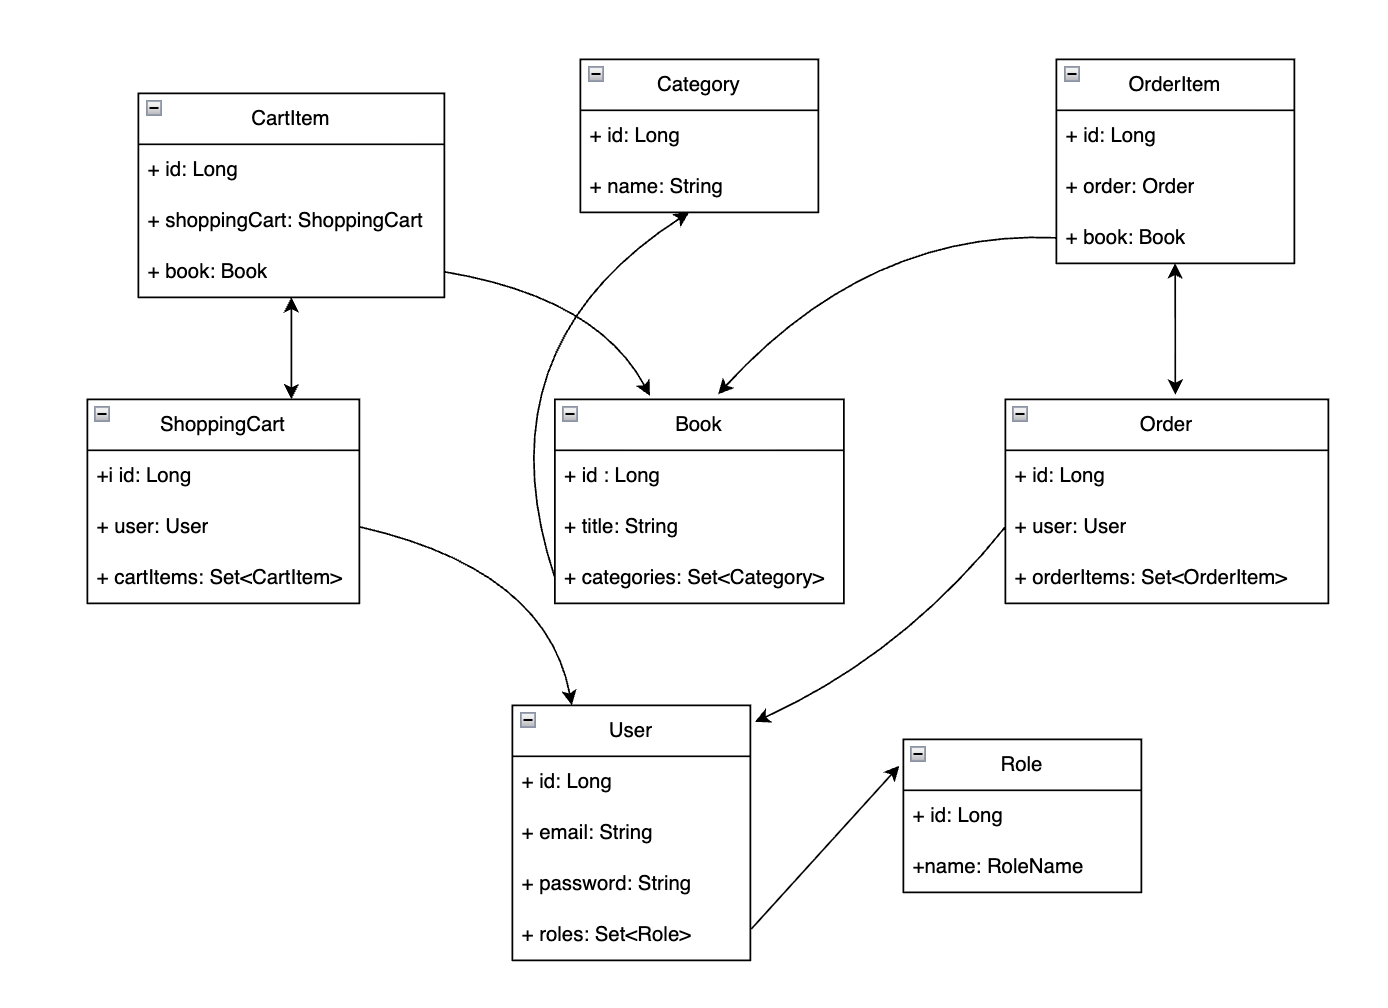 CartItem
+ id: Long
+ shoppingCart: ShoppingCart
+ book: Book
Category
+ id: Long
+ name: String
OrderItem
+ id: Long
+ order: Order
+ book: Book
ShoppingCart
+i id: Long
+ user: User
+ cartItems: Set<CartItem>
Book
+ id : Long
+ title: String
+ categories: Set<Category>
Order
+ id: Long
+ user: User
+ orderItems: Set<OrderItem>
User
+ id: Long
+ email: String
+ password: String
+ roles: Set<Role>
Role
+ id: Long
+name: RoleName